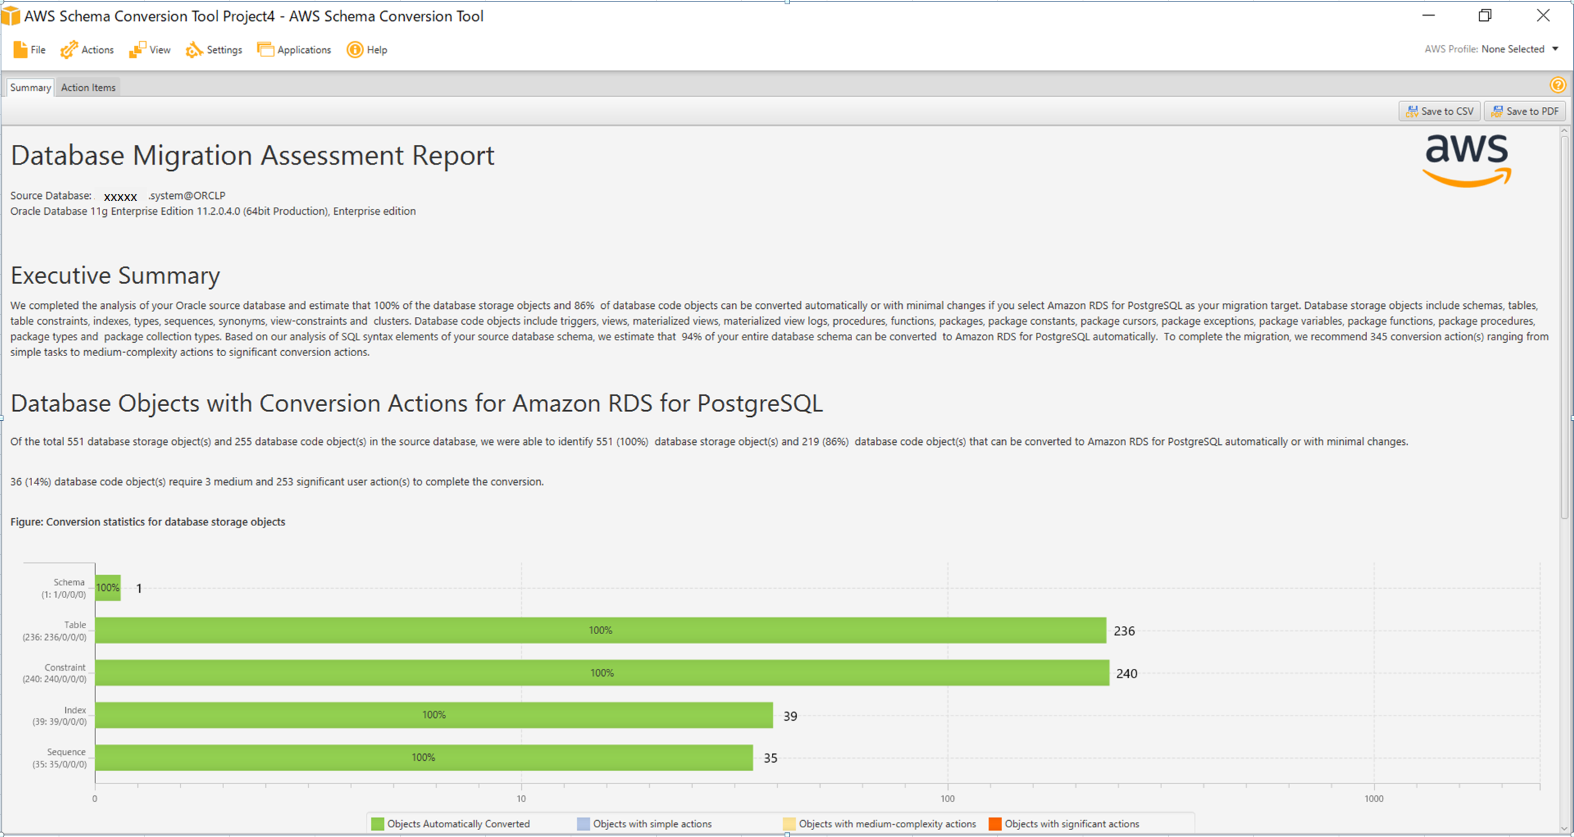 AWS Schema Conversion Tool Project4 - AWS Schema Conversion Tool
File Actions View Settings Applications Help AWS Profile: None Selected
Summary Action Items
Save to CSV Save to PDF
Database Migration Assessment Report
aws
Source Database: xxxxx .system@ORCLP
Oracle Database 11g Enterprise Edition 11.2.0.4.0 (64bit Production), Enterprise edition
Executive Summary
We completed the analysis of your Oracle source database and estimate that 100% of the database storage objects and 86% of database code objects can be converted automatically or with minimal changes if you select Amazon RDS for PostgreSQL as your migration target. Database storage objects include schemas, tables,
table constraints, indexes, types, sequences, synonyms, view-constraints and clusters. Database code objects include triggers, views, materialized views, materialized view logs, procedures, functions, packages, package constants, package cursors, package exceptions, package variables, package functions, package procedures,
package types and package collection types. Based on our analysis of SQL syntax elements of your source database schema, we estimate that 94% of your entire database schema can be converted to Amazon RDS for PostgreSQL automatically. To complete the migration, we recommend 345 conversion action(s) ranging from
simple tasks to medium-complexity actions to significant conversion actions.
Database Objects with Conversion Actions for Amazon RDS for PostgreSQL
Of the total 551 database storage object(s) and 255 database code object(s) in the source database, we were able to identify 551 (100%) database storage object(s) and 219 (86%) database code object(s) that can be converted to Amazon RDS for PostgreSQL automatically or with minimal changes.
36 (14%) database code object(s) require 3 medium and 253 significant user action(s) to complete the conversion.
Figure: Conversion statistics for database storage objects
Schema
(1: 1/0/0/0)
100% 1
Table
(236: 236/0/0/0)
100% 236
Constraint
(240: 240/0/0/0)
100% 240
Index
(39: 39/0/0/0)
100% 39
Sequence
(35: 35/0/0/0)
100% 35
0 10 100 1000
Objects Automatically Converted Objects with simple actions Objects with medium-complexity actions Objects with significant actions